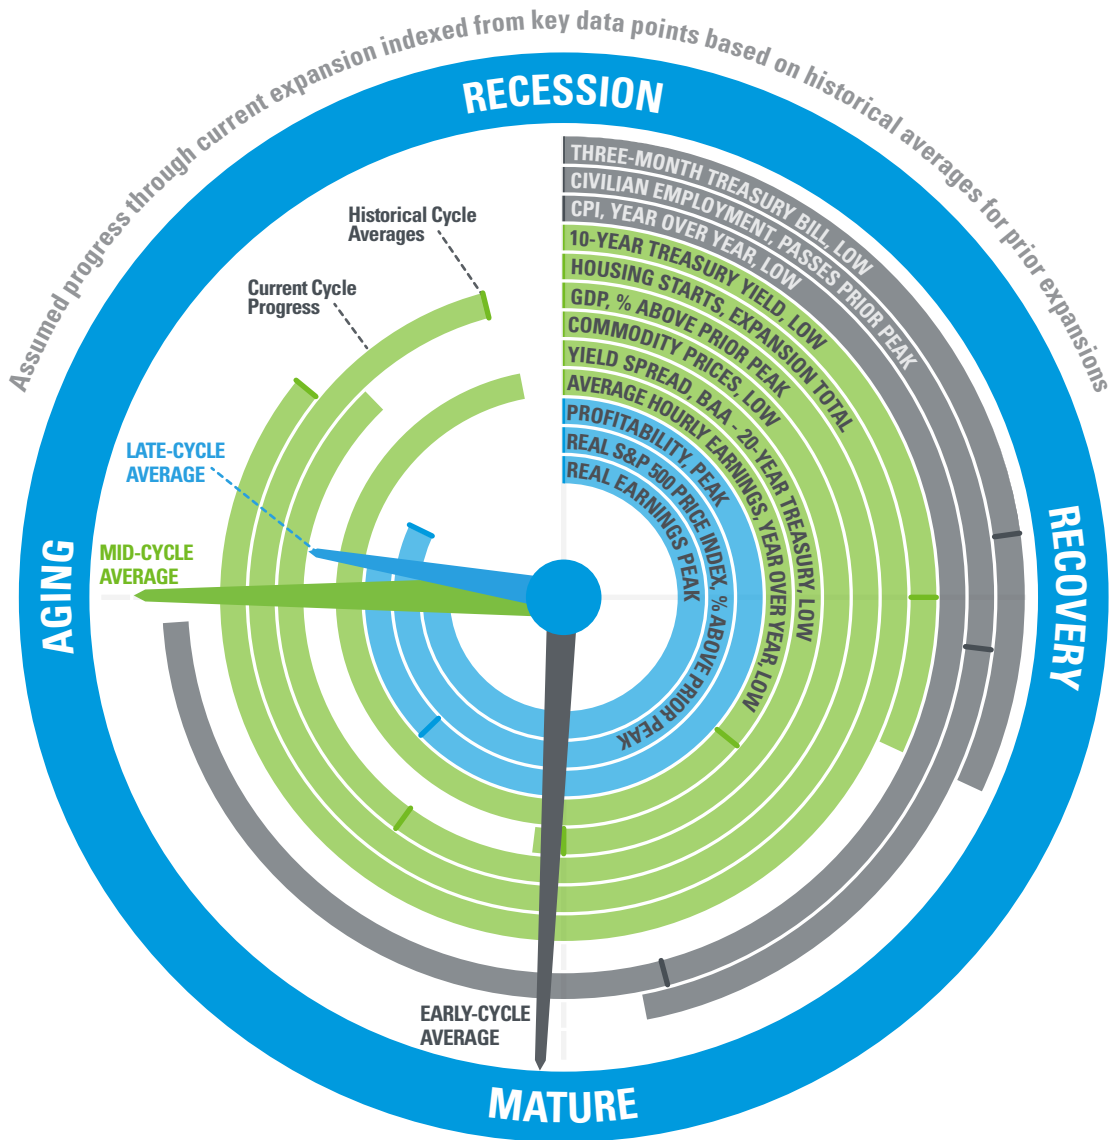 Assumed progress through current expansion indexed from key data points based on historical averages for prior expansions
RECESSION
THREE-MONTH TREASURY BILL, LOW
CIVILIAN EMPLOYMENT, PASSES PRIOR PEAK
CPI, YEAR OVER YEAR, LOW
10-YEAR TREASURY YIELD, LOW
HOUSING STARTS, EXPANSION TOTAL
GDP, % ABOVE PRIOR PEAK
COMMODITY PRICES, LOW
YIELD SPREAD, BAA - 20-YEAR TREASURY, LOW
AVERAGE HOURLY EARNINGS, YEAR OVER YEAR, LOW
PROFITABILITY, PEAK
REAL S&P 500 PRICE INDEX, % ABOVE PRIOR PEAK
REAL EARNINGS PEAK
Historical Cycle
Averages
Current Cycle
Progress
LATE-CYCLE
AVERAGE
MID-CYCLE
AVERAGE
AGING
RECOVERY
EARLY-CYCLE
AVERAGE
MATURE